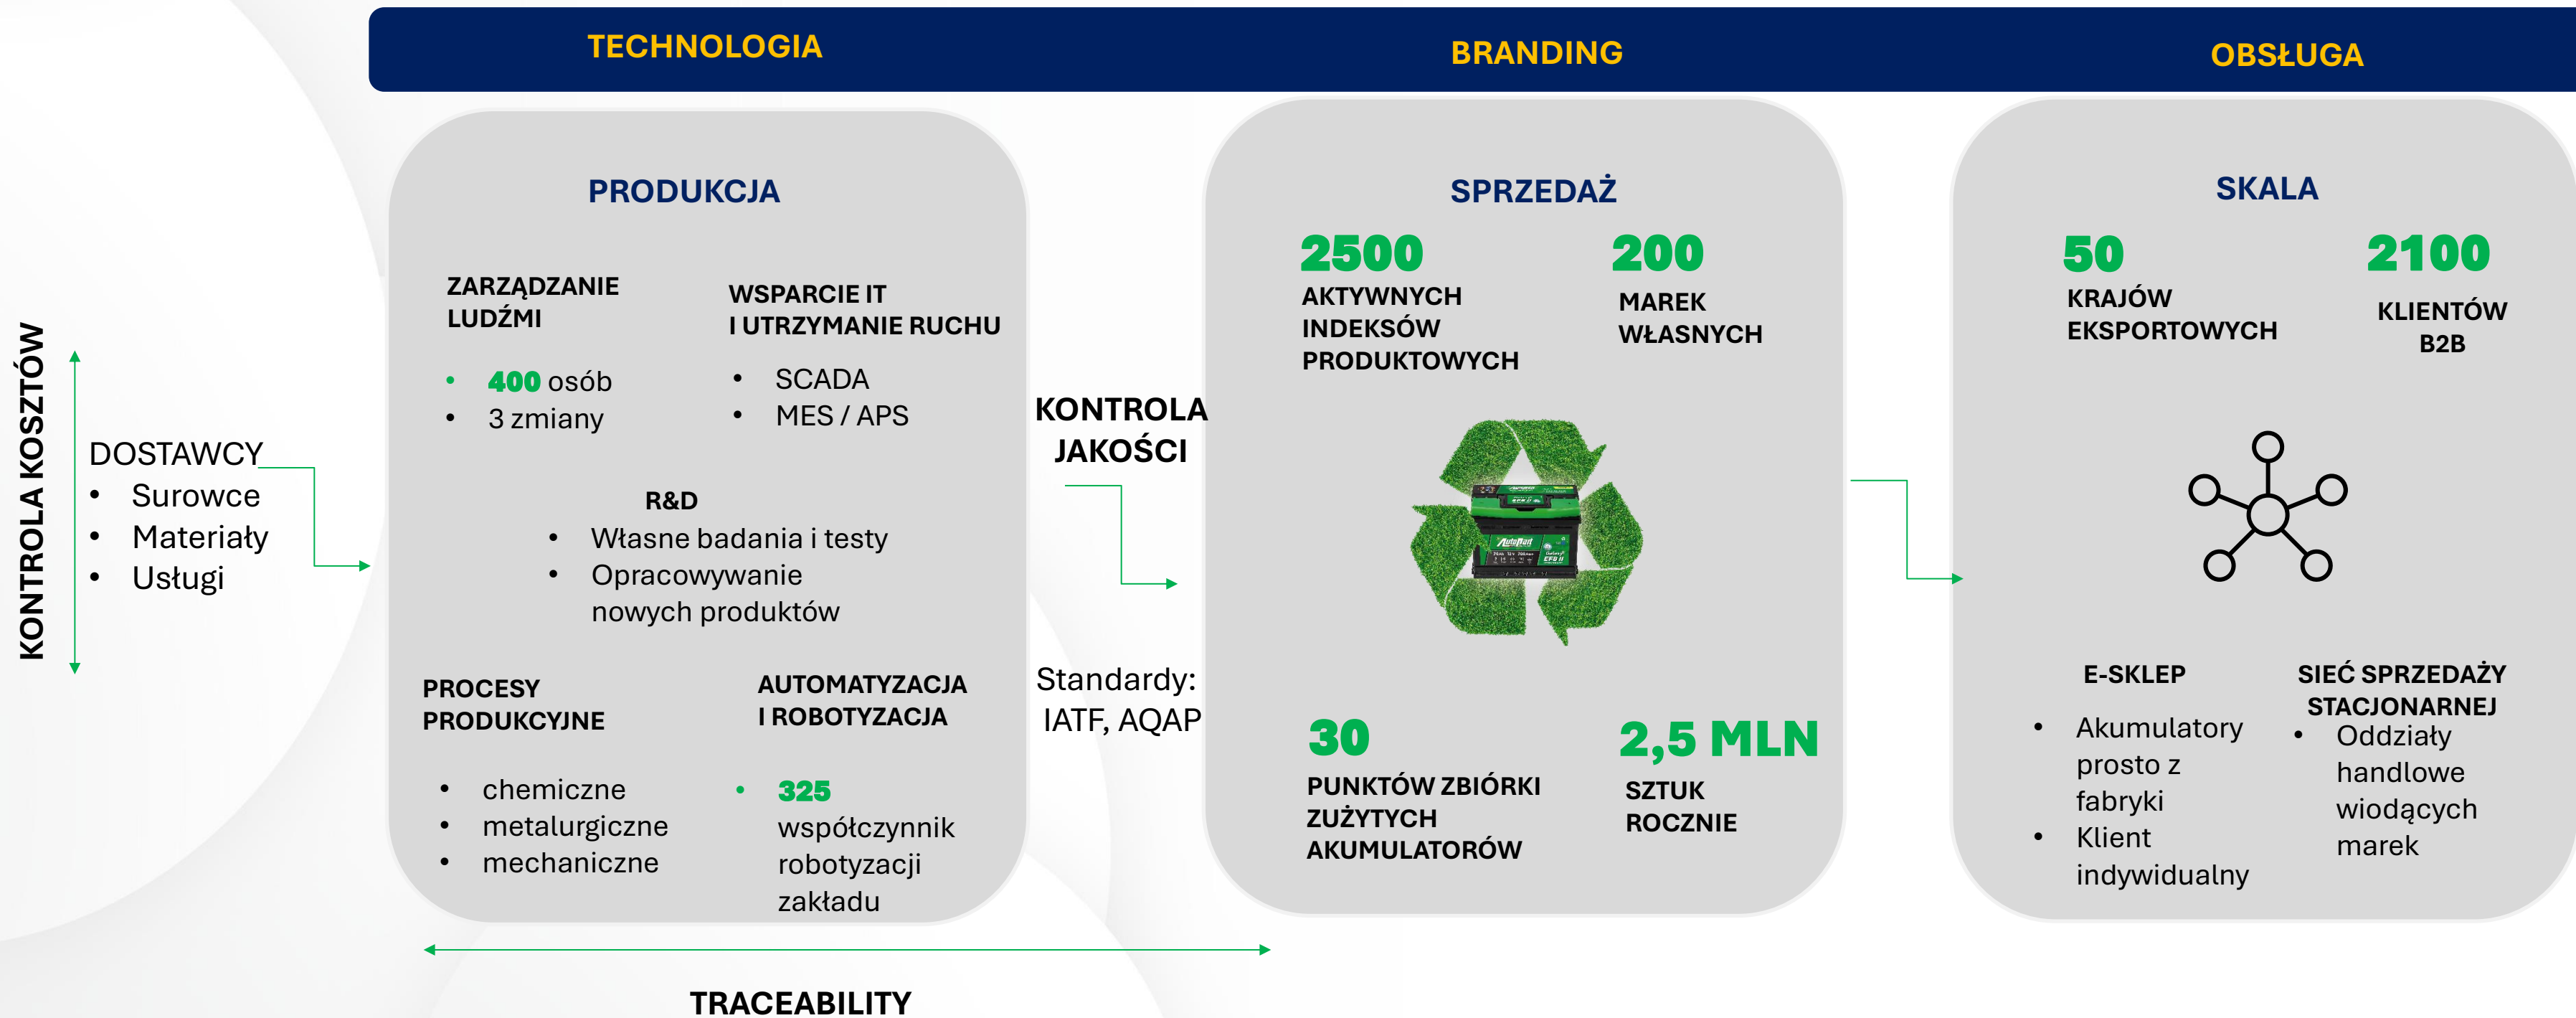 TECHNOLOGIA
BRANDING
OBSŁUGA
KONTROLA KOSZTÓW
DOSTAWCY
• Surowce
• Materiały
• Usługi
PRODUKCJA
ZARZĄDZANIE
LUDŹMI
• 400 osób
• 3 zmiany
WSPARCIE IT
I UTRZYMANIE RUCHU
• SCADA
• MES / APS
R&D
• Własne badania i testy
• Opracowywanie
nowych produktów
PROCESY
PRODUKCYJNE
• chemiczne
• metalurgiczne
• mechaniczne
AUTOMATYZACJA
I ROBOTYZACJA
• 325
współczynnik
robotyzacji
zakładu
KONTROLA
JAKOŚCI
Standardy:
IATF, AQAP
SPRZEDAŻ
2500
AKTYWNYCH
INDEKSÓW
PRODUKTOWYCH
200
MAREK
WŁASNYCH
AutoPart
EFB II
30
PUNKTÓW ZBIÓRKI
ZUŻYTYCH
AKUMULATORÓW
2,5 MLN
SZTUK
ROCZNIE
SKALA
50
KRAJÓW
EKSPORTOWYCH
2100
KLIENTÓW
B2B
E-SKLEP
• Akumulatory
prosto z
fabryki
• Klient
indywidualny
SIEĆ SPRZEDAŻY
STACJONARNEJ
• Oddziały
handlowe
wiodących
marek
TRACEABILITY